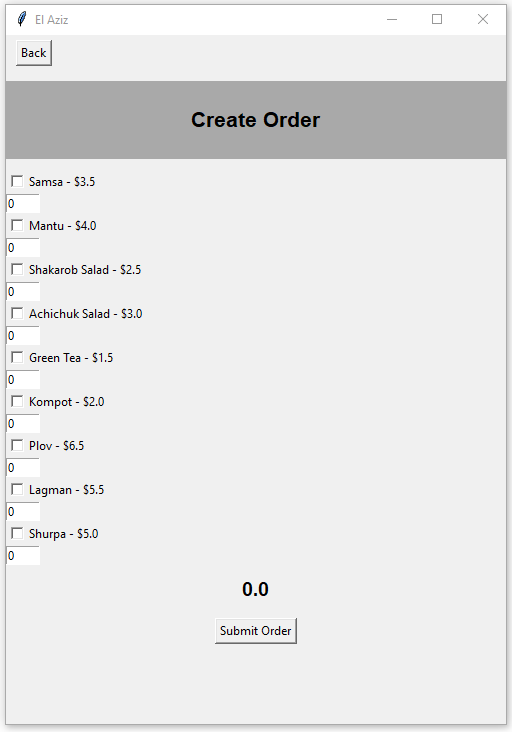 El Aziz
Back
Create Order
Samsa - $3.5
0
Mantu - $4.0
0
Shakarob Salad - $2.5
0
Achichuk Salad - $3.0
0
Green Tea - $1.5
0
Kompot - $2.0
0
Plov - $6.5
0
Lagman - $5.5
0
Shurpa - $5.0
0
0.0
Submit Order